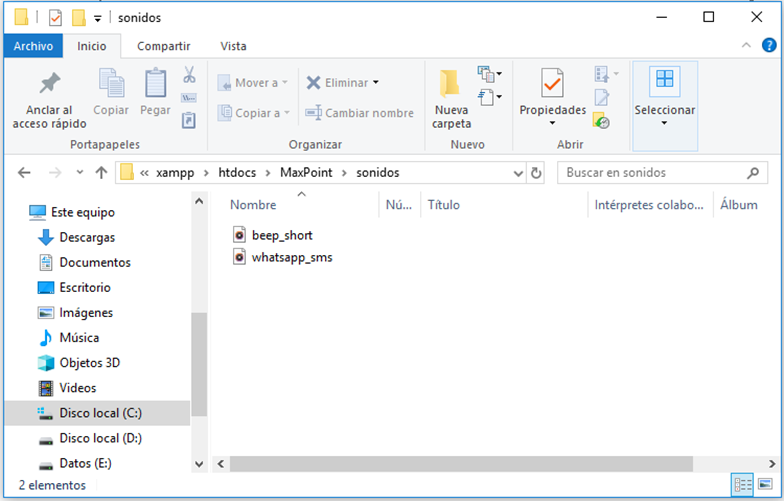 sonidos
Archivo Inicio Compartir Vista
Anclar al acceso rápido
Copiar
Pegar
Portapapeles
Mover a
Copiar a
Eliminar
Cambiar nombre
Organizar
Nueva carpeta
Nuevo
Propiedades
Abrir
Seleccionar
« xampp > htdocs > MaxPoint > sonidos
Buscar en sonidos
Nombre Nú... Título Intérpretes colabo... Álbum
beep_short
whatsapp_sms
Este equipo
Descargas
Documentos
Escritorio
Imágenes
Música
Objetos 3D
Videos
Disco local (C:)
Disco local (D:)
Datos (E:)
2 elementos